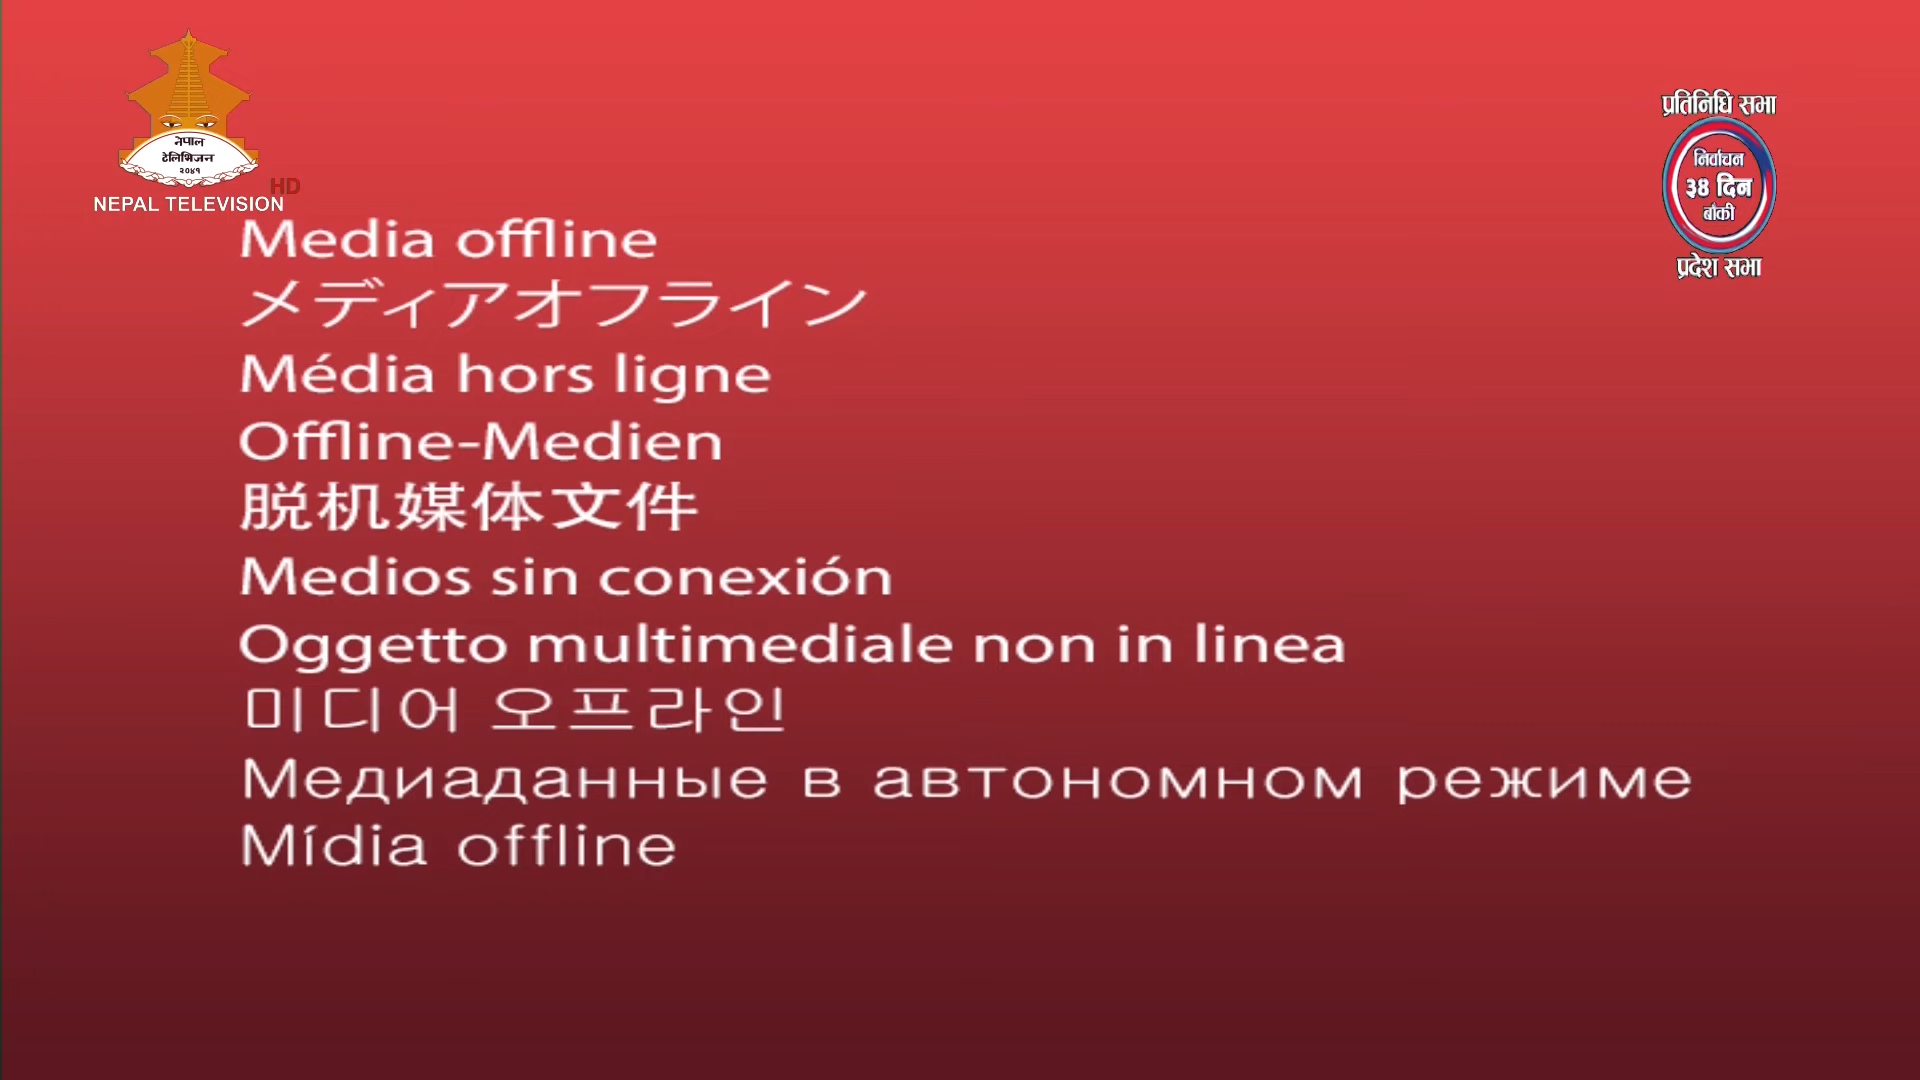 नेपाल
टेलिभिजन
२०४१
HD
NEPAL TELEVISION
प्रतिनिधि सभा
निर्वाचन
३४ दिन
बाँकी
प्रदेश सभा
Media offline
メディアオフライン
Média hors ligne
Offline-Medien
脱机媒体文件
Medios sin conexión
Oggetto multimediale non in linea
미디어 오프라인
Медиаданные в автономном режиме
Mídia offline